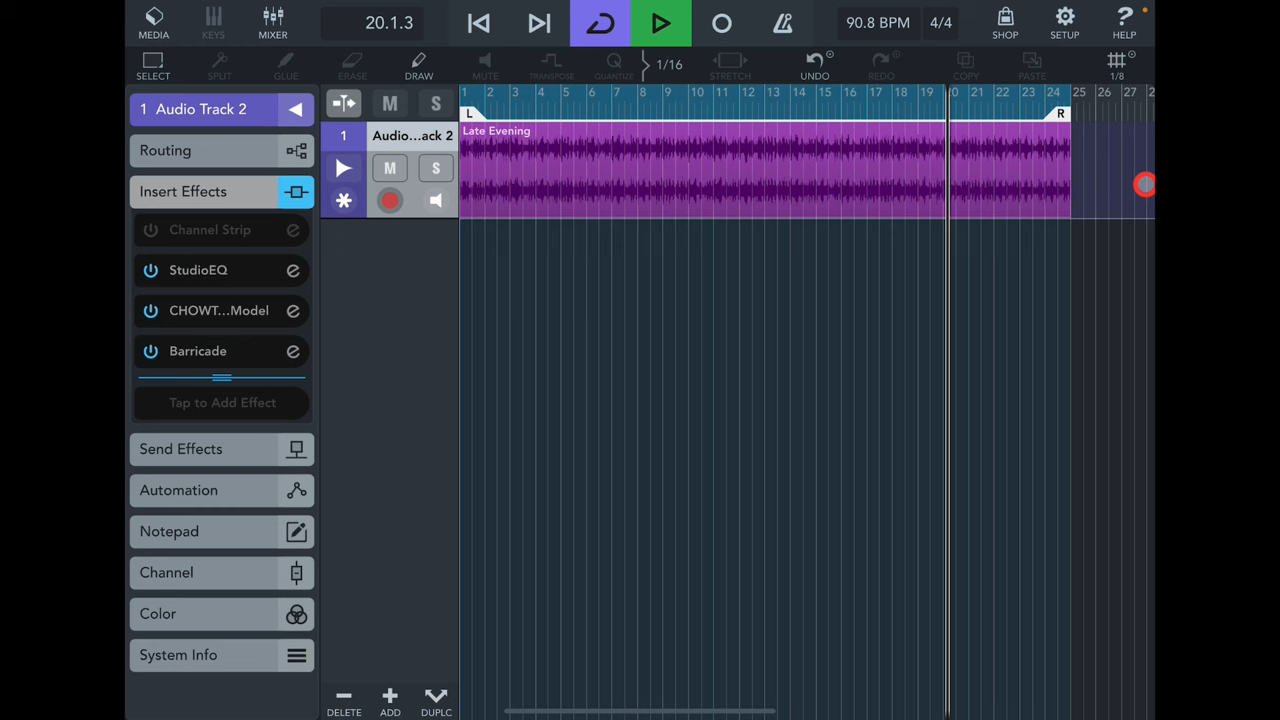 MEDIA
KEYS
MIXER
20.1.3
90.8 BPM
4/4
SHOP
SETUP
?
HELP
SELECT
SPLIT
GLUE
ERASE
DRAW
MUTE
TRANSPOSE
QUANTIZE
1/16
STRETCH
UNDO
REDO
COPY
PASTE
1/8
1 Audio Track 2
M
S
1 2 3 4 5 6 7 8 9 10 11 12 13 14 15 16 17 18 19 0 21 22 23 24 25 26 27 2
L
R
1
Audio...ack 2
Late Evening
M
S
Routing
Insert Effects
Channel Strip
StudioEQ
CHOWT...Model
Barricade
Tap to Add Effect
Send Effects
Automation
Notepad
Channel
Color
System Info
DELETE
ADD
DUPLC